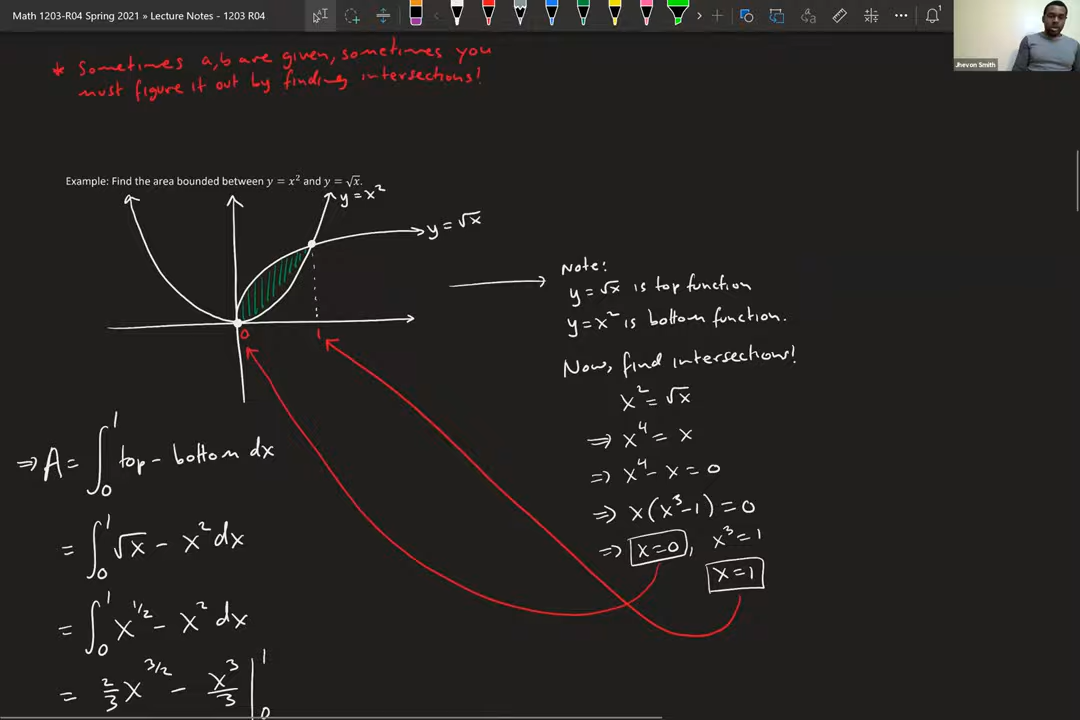 Math 1203-R04 Spring 2021 » Lecture Notes - 1203 R04
Jhevon Smith
* Sometimes a,b are given, sometimes you
must figure it out by finding intersections!
Example: Find the area bounded between y = x² and y = √x.
y = x²
y = √x
0
1
Note:
y = √x is top function
y = x² is bottom function.
Now, find intersections!
x² = √x
⇒ x⁴ = x
⇒ x⁴ - x = 0
⇒ x(x³-1) = 0
⇒ x=0, x³=1
x=1
⇒ A = ∫₀¹ top - bottom dx
= ∫₀¹ √x - x² dx
= ∫₀¹ x^{1/2} - x² dx
= 2/3 x^{3/2} - x³/3 |₀¹